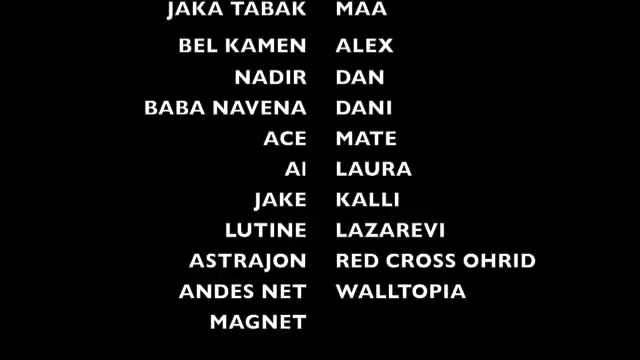 JAKA TABAK MAA
BEL KAMEN ALEX
NADIR DAN
BABA NAVENA DANI
ACE MATE
AI LAURA
JAKE KALLI
LUTINE LAZAREVI
ASTRAJON RED CROSS OHRID
ANDES NET WALLTOPIA
MAGNET